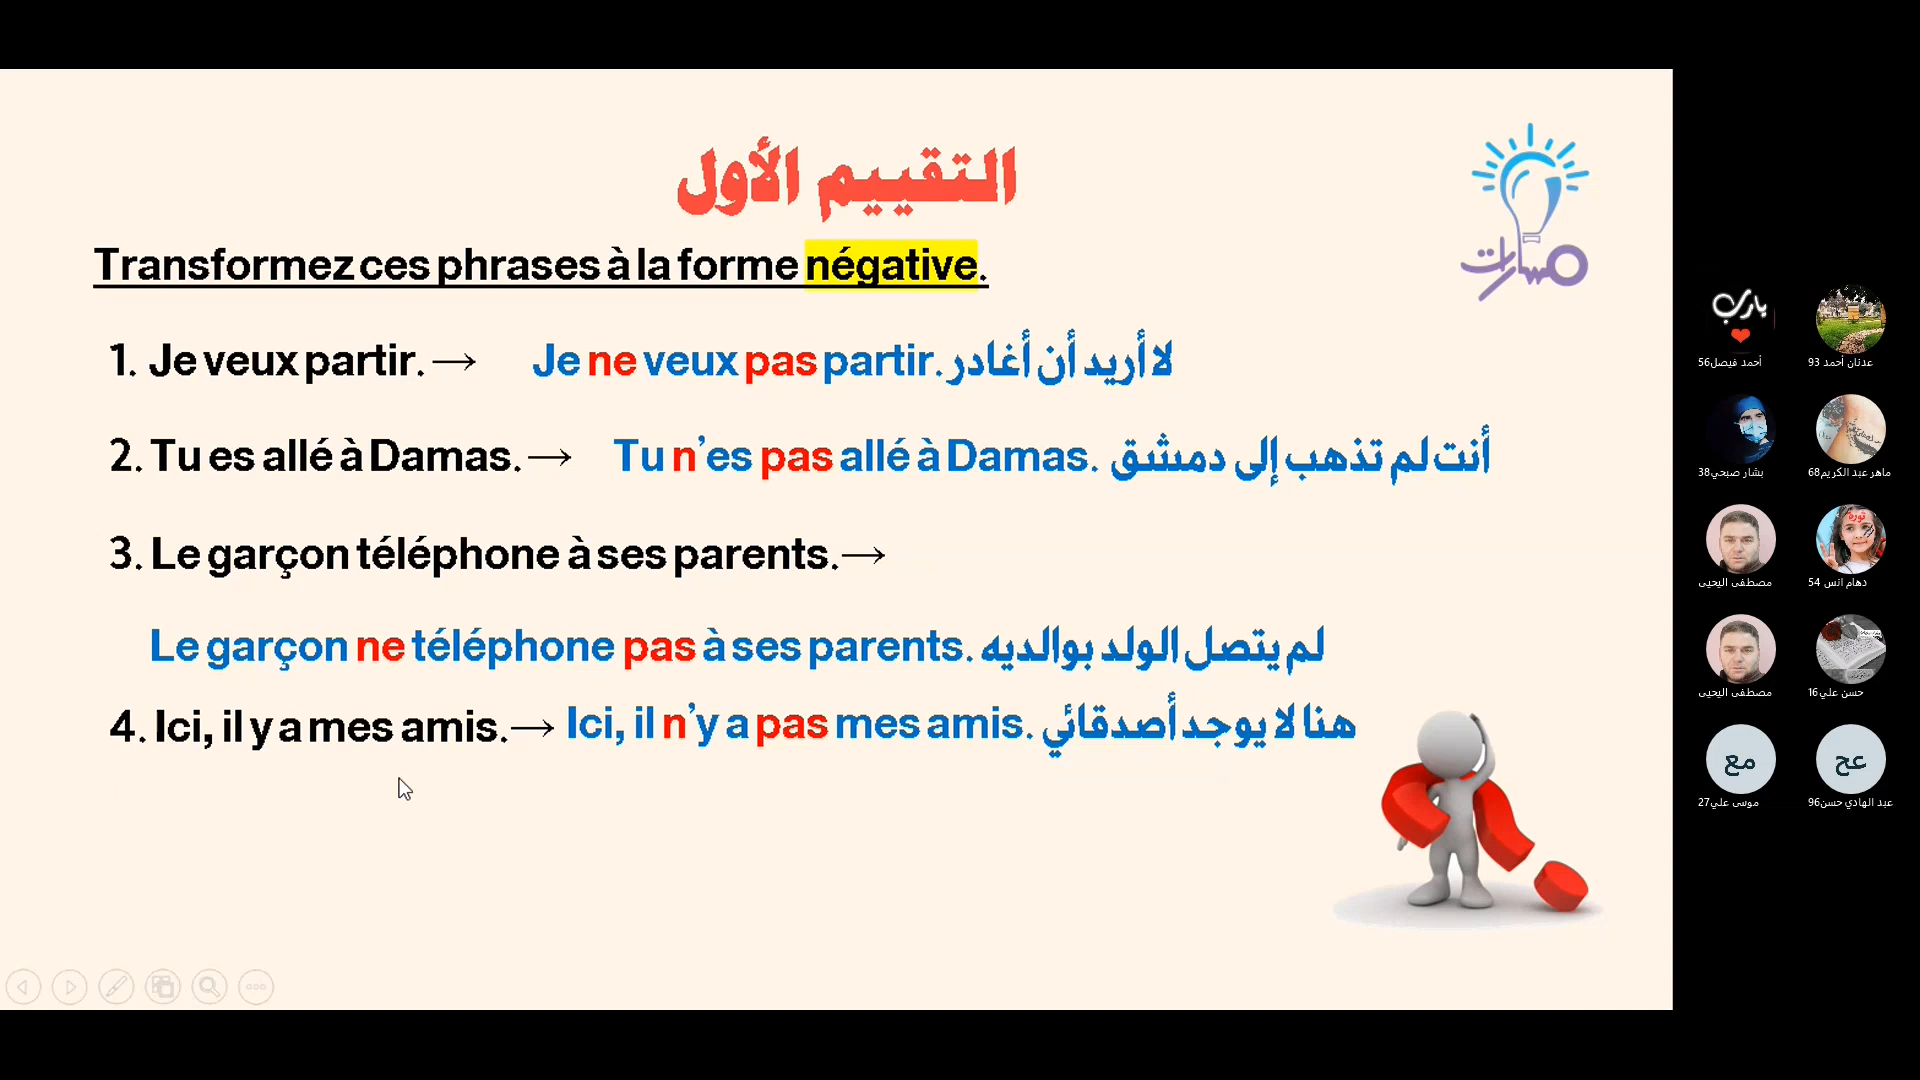 التقييم الأول
مسارات
Transformez ces phrases à la forme négative.
1. Je veux partir. → Je ne veux pas partir. لا أريد أن أغادر
2. Tu es allé à Damas. → Tu n'es pas allé à Damas. أنت لم تذهب إلى دمشق
3. Le garçon téléphone à ses parents. →
Le garçon ne téléphone pas à ses parents. لم يتصل الولد بوالديه
4. Ici, il y a mes amis. → Ici, il n'y a pas mes amis. هنا لا يوجد أصدقائي
يارب
أحمد فيصل56
عدنان أحمد 93
بشار صبحي38
ماهر عبد الكريم68
ثورة
مصطفى اليحيى
دهام انس 54
مصطفى اليحيى
حسن علي16
مع
عح
موسى علي27
عبد الهادي حسن96